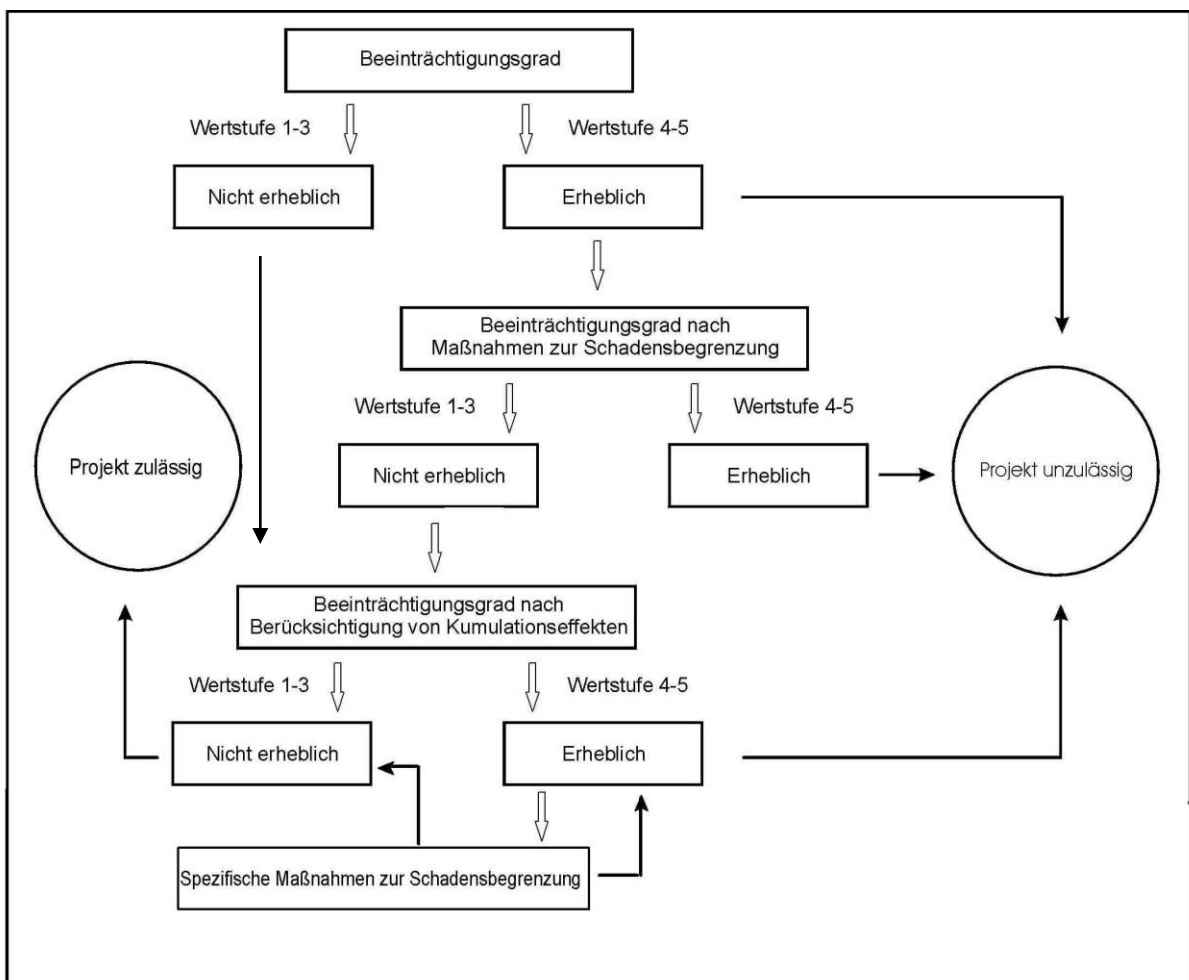 Beeinträchtigungsgrad
Wertstufe 1-3
Wertstufe 4-5
Nicht erheblich
Erheblich
Beeinträchtigungsgrad nach
Maßnahmen zur Schadensbegrenzung
Wertstufe 1-3
Wertstufe 4-5
Projekt zulässig
Nicht erheblich
Erheblich
Projekt unzulässig
Beeinträchtigungsgrad nach
Berücksichtigung von Kumulationseffekten
Wertstufe 1-3
Wertstufe 4-5
Nicht erheblich
Erheblich
Spezifische Maßnahmen zur Schadensbegrenzung